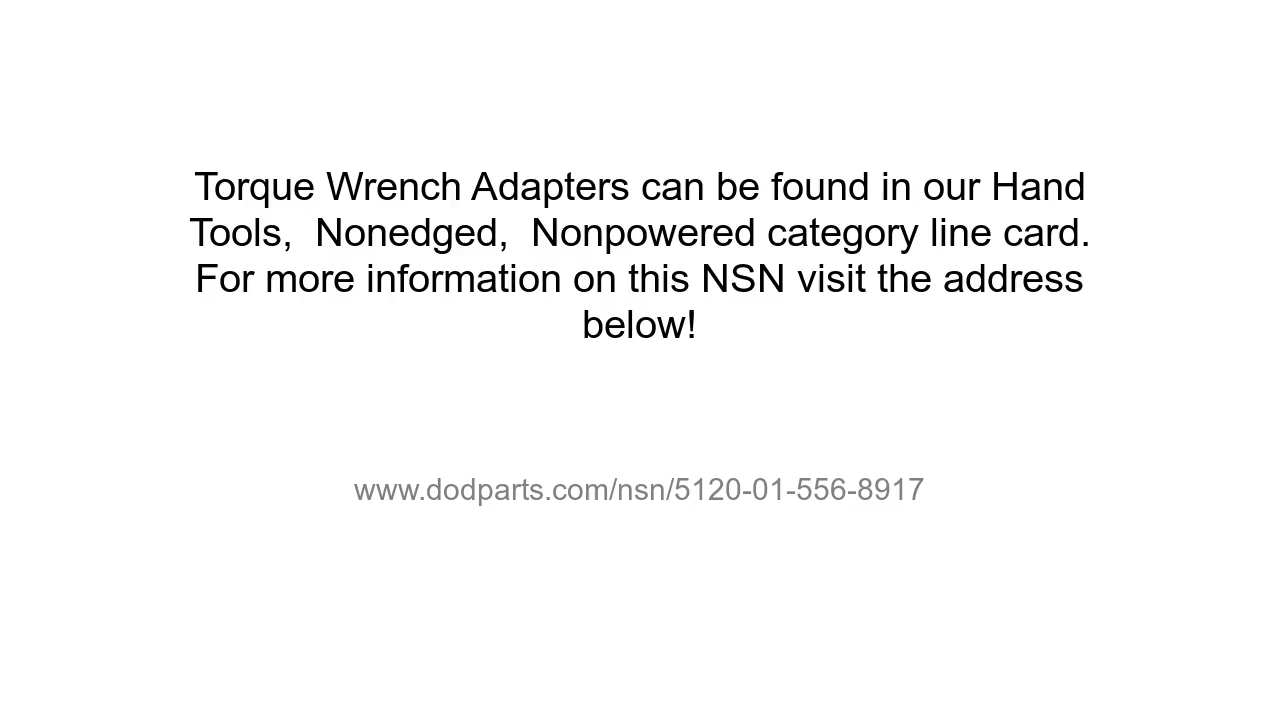 Torque Wrench Adapters can be found in our Hand
Tools,  Nonedged,  Nonpowered category line card.
For more information on this NSN visit the address
below!
www.dodparts.com/nsn/5120-01-556-8917